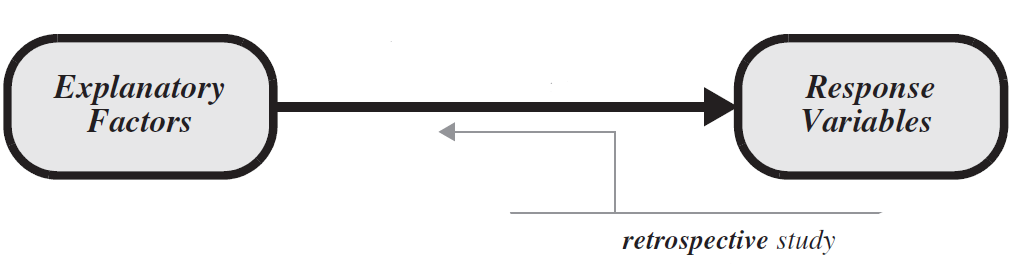 Explanatory
Factors
Response
Variables
retrospective study